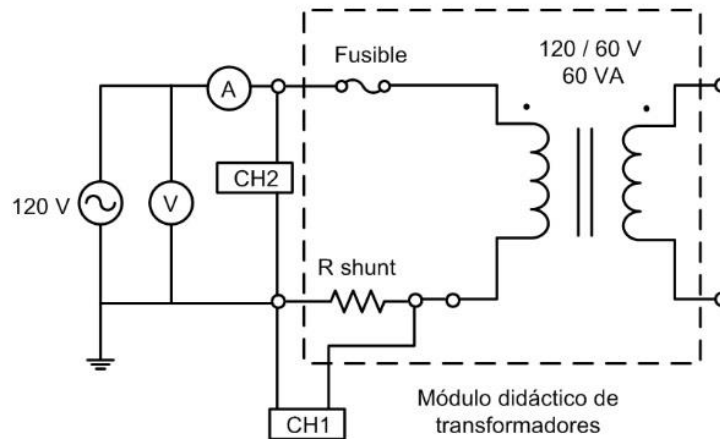 Fusible
120 / 60 V
60 VA
A
CH2
120 V
V
R shunt
CH1
Módulo didáctico de
transformadores